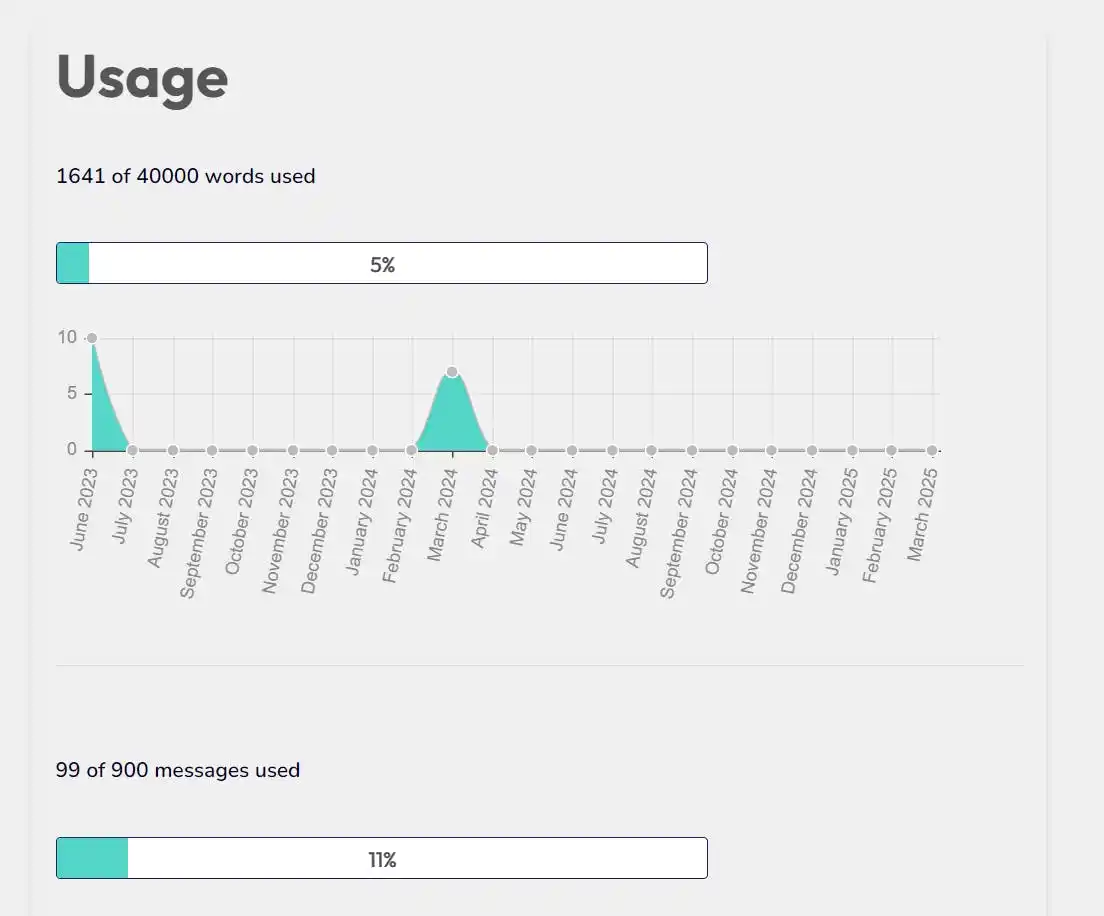 Usage
1641 of 40000 words used
5%
10
5
0
June 2023
July 2023
August 2023
September 2023
October 2023
November 2023
December 2023
January 2024
February 2024
March 2024
April 2024
May 2024
June 2024
July 2024
August 2024
September 2024
October 2024
November 2024
December 2024
January 2025
February 2025
March 2025
99 of 900 messages used
11%